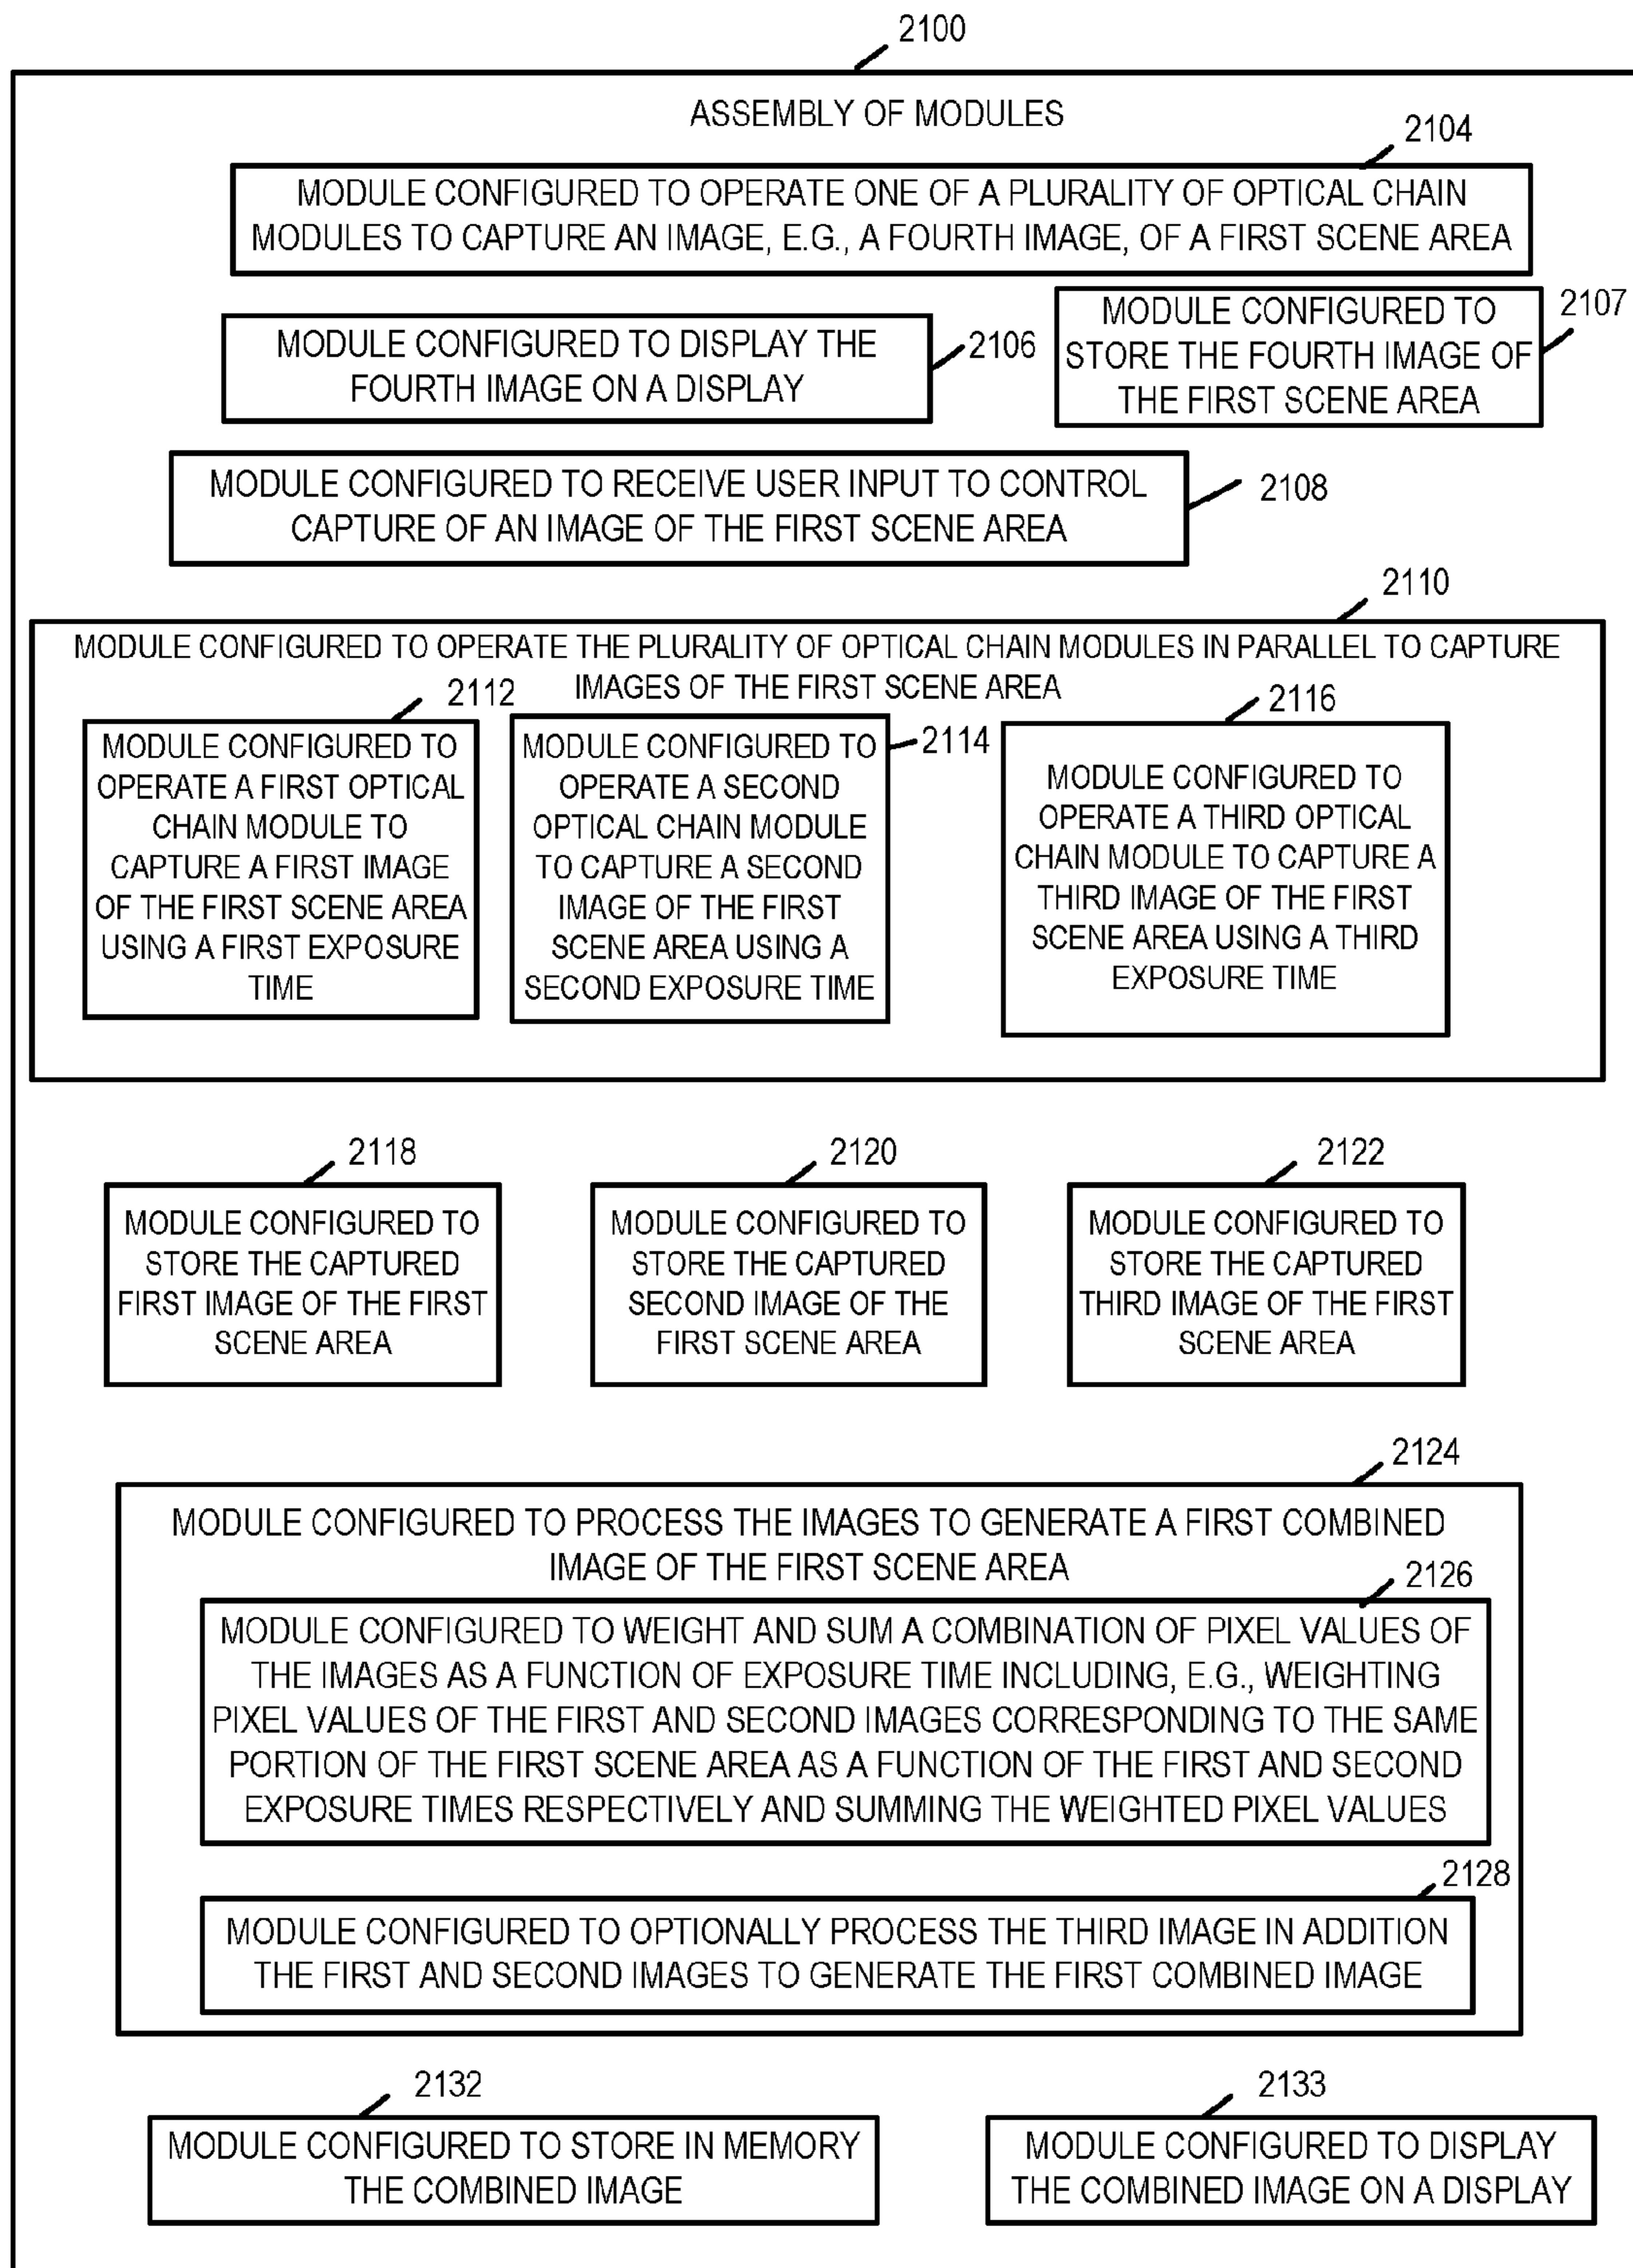 2100
ASSEMBLY OF MODULES
2104
MODULE CONFIGURED TO OPERATE ONE OF A PLURALITY OF OPTICAL CHAIN
MODULES TO CAPTURE AN IMAGE, E.G., A FOURTH IMAGE, OF A FIRST SCENE AREA
MODULE CONFIGURED TO DISPLAY THE
FOURTH IMAGE ON A DISPLAY
2106
MODULE CONFIGURED TO
STORE THE FOURTH IMAGE OF
THE FIRST SCENE AREA
2107
MODULE CONFIGURED TO RECEIVE USER INPUT TO CONTROL
CAPTURE OF AN IMAGE OF THE FIRST SCENE AREA
2108
2110
MODULE CONFIGURED TO OPERATE THE PLURALITY OF OPTICAL CHAIN MODULES IN PARALLEL TO CAPTURE
IMAGES OF THE FIRST SCENE AREA
2112
MODULE CONFIGURED TO
OPERATE A FIRST OPTICAL
CHAIN MODULE TO
CAPTURE A FIRST IMAGE
OF THE FIRST SCENE AREA
USING A FIRST EXPOSURE
TIME
2114
MODULE CONFIGURED TO
OPERATE A SECOND
OPTICAL CHAIN MODULE
TO CAPTURE A SECOND
IMAGE OF THE FIRST
SCENE AREA USING A
SECOND EXPOSURE TIME
2116
MODULE CONFIGURED TO
OPERATE A THIRD OPTICAL
CHAIN MODULE TO CAPTURE A
THIRD IMAGE OF THE FIRST
SCENE AREA USING A THIRD
EXPOSURE TIME
2118
MODULE CONFIGURED TO
STORE THE CAPTURED
FIRST IMAGE OF THE FIRST
SCENE AREA
2120
MODULE CONFIGURED TO
STORE THE CAPTURED
SECOND IMAGE OF THE
FIRST SCENE AREA
2122
MODULE CONFIGURED TO
STORE THE CAPTURED
THIRD IMAGE OF THE FIRST
SCENE AREA
2124
MODULE CONFIGURED TO PROCESS THE IMAGES TO GENERATE A FIRST COMBINED
IMAGE OF THE FIRST SCENE AREA
2126
MODULE CONFIGURED TO WEIGHT AND SUM A COMBINATION OF PIXEL VALUES OF
THE IMAGES AS A FUNCTION OF EXPOSURE TIME INCLUDING, E.G., WEIGHTING
PIXEL VALUES OF THE FIRST AND SECOND IMAGES CORRESPONDING TO THE SAME
PORTION OF THE FIRST SCENE AREA AS A FUNCTION OF THE FIRST AND SECOND
EXPOSURE TIMES RESPECTIVELY AND SUMMING THE WEIGHTED PIXEL VALUES
2128
MODULE CONFIGURED TO OPTIONALLY PROCESS THE THIRD IMAGE IN ADDITION
THE FIRST AND SECOND IMAGES TO GENERATE THE FIRST COMBINED IMAGE
2132
MODULE CONFIGURED TO STORE IN MEMORY
THE COMBINED IMAGE
2133
MODULE CONFIGURED TO DISPLAY
THE COMBINED IMAGE ON A DISPLAY